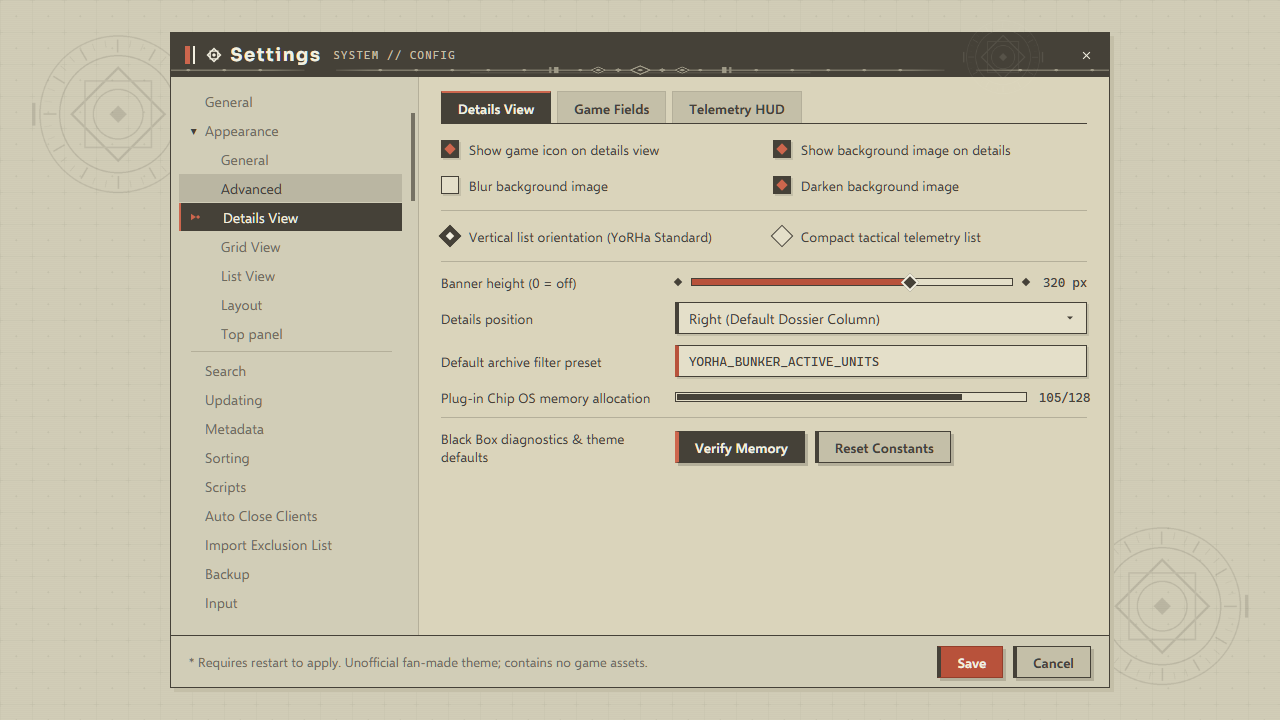 Settings SYSTEM // CONFIG
General
Appearance
General
Advanced
Details View
Grid View
List View
Layout
Top panel
Search
Updating
Metadata
Sorting
Scripts
Auto Close Clients
Import Exclusion List
Backup
Input
Details View Game Fields Telemetry HUD
Show game icon on details view Show background image on details
Blur background image Darken background image
Vertical list orientation (YoRHa Standard) Compact tactical telemetry list
Banner height (0 = off) 320 px
Details position Right (Default Dossier Column)
Default archive filter preset YORHA_BUNKER_ACTIVE_UNITS
Plug-in Chip OS memory allocation 105/128
Black Box diagnostics & theme
defaults
Verify Memory Reset Constants
* Requires restart to apply. Unofficial fan-made theme; contains no game assets.
Save Cancel